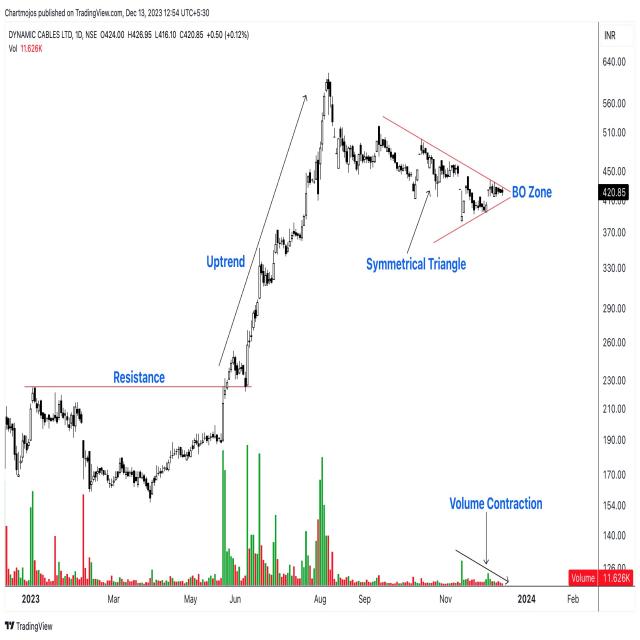 Chartmojos published on TradingView.com, Dec 13, 2023 12:54 UTC+5:30
DYNAMIC CABLES LTD, 1D, NSE O424.00 H426.95 L416.10 C420.85 +0.50 (+0.12%)
Vol 11.626K
INR
640.00
560.00
510.00
450.00
420.85
BO Zone
370.00
Uptrend
Symmetrical Triangle
330.00
290.00
260.00
Resistance
230.00
210.00
190.00
170.00
Volume Contraction
154.00
140.00
Volume 11.626K
2023 Mar May Jun Aug Sep Nov 2024 Feb
TradingView